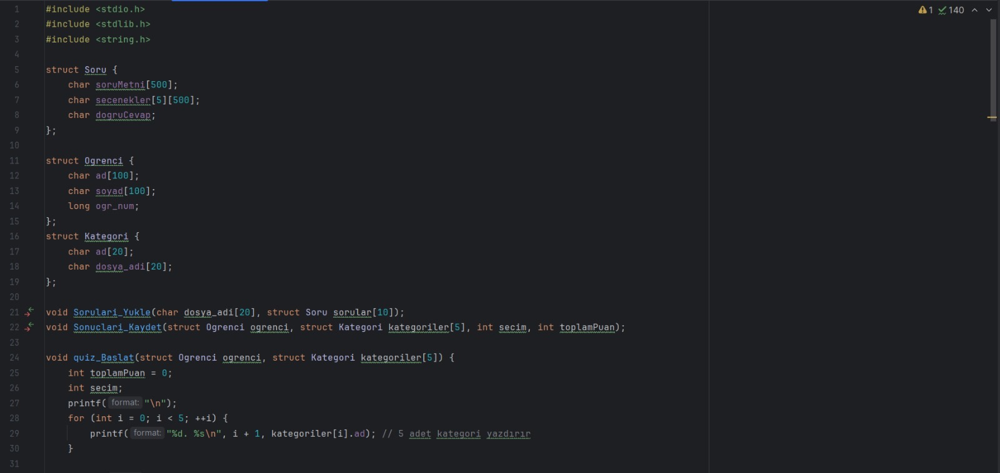 1 #include <stdio.h>
2 #include <stdlib.h>
3 #include <string.h>
4
5 struct Soru {
6 char soruMetni[500];
7 char secenekler[5][500];
8 char dogruCevap;
9 };
10
11 struct Ogrenci {
12 char ad[100];
13 char soyad[100];
14 long ogr_num;
15 };
16 struct Kategori {
17 char ad[20];
18 char dosya_adi[20];
19 };
20
21 void Sorulari_Yukle(char dosya_adi[20], struct Soru sorular[10]);
22 void Sonuclari_Kaydet(struct Ogrenci ogrenci, struct Kategori kategoriler[5], int secim, int toplamPuan);
23
24 void quiz_Baslat(struct Ogrenci ogrenci, struct Kategori kategoriler[5]) {
25 int toplamPuan = 0;
26 int secim;
27 printf( format: "\n");
28 for (int i = 0; i < 5; ++i) {
29 printf( format: "%d. %s\n", i + 1, kategoriler[i].ad); // 5 adet kategori yazdırır
30 }
31
1 140